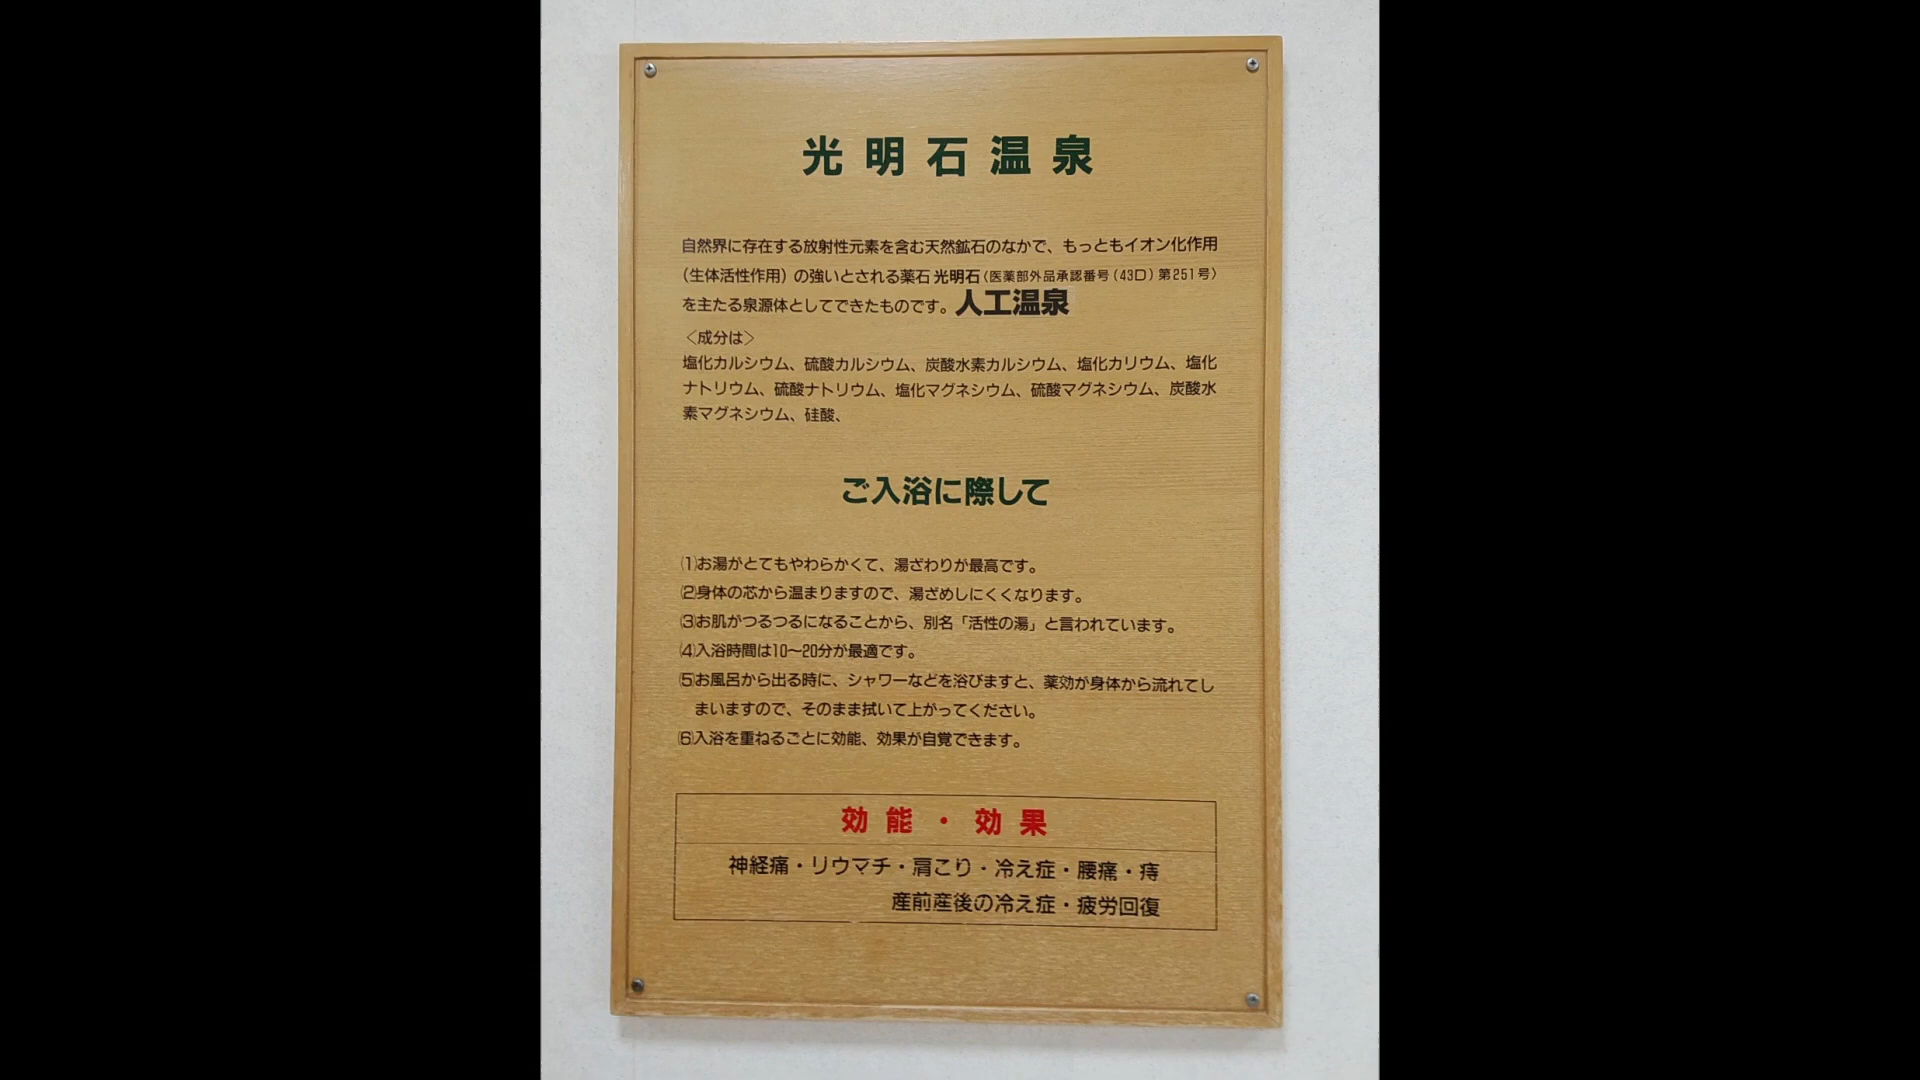 光明石温泉
自然界に存在する放射性元素を含む天然鉱石のなかで、もっともイオン化作用
(生体活性作用)の強いとされる薬石 光明石(医薬部外品承認番号(43D)第251号)
を主たる泉源体としてできたものです。人工温泉
〈成分は〉
塩化カルシウム、硫酸カルシウム、炭酸水素カルシウム、塩化カリウム、塩化
ナトリウム、硫酸ナトリウム、塩化マグネシウム、硫酸マグネシウム、炭酸水
素マグネシウム、硅酸、
ご入浴に際して
(1)お湯がとてもやわらかくて、湯ざわりが最高です。
(2)身体の芯から温まりますので、湯ざめしにくくなります。
(3)お肌がつるつるになることから、別名「活性の湯」と言われています。
(4)入浴時間は10〜20分が最適です。
(5)お風呂から出る時に、シャワーなどを浴びますと、薬効が身体から流れてし
まいますので、そのまま拭いて上がってください。
(6)入浴を重ねるごとに効能、効果が自覚できます。
効能・効果
神経痛・リウマチ・肩こり・冷え症・腰痛・痔
産前産後の冷え症・疲労回復